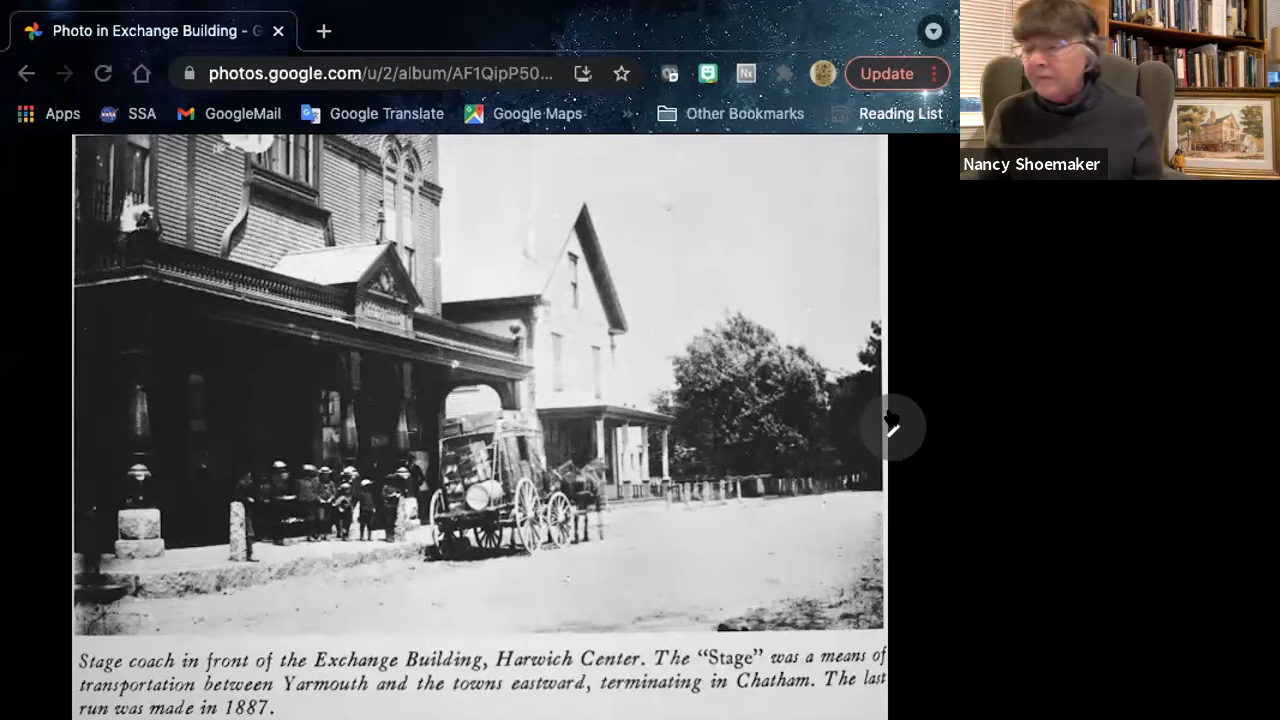 Photo in Exchange Building - G
photos.google.com/u/2/album/AF1QipP50...
Nx
Update
Apps
SSA
GoogleMail
Google Translate
Google Maps
»
Other Bookmarks
Reading List
Nancy Shoemaker
Stage coach in front of the Exchange Building, Harwich Center. The “Stage” was a means of
transportation between Yarmouth and the towns eastward, terminating in Chatham. The last
run was made in 1887.